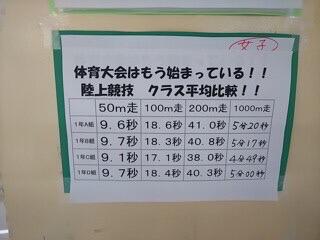 女子
体育大会はもう始まっている！！
陸上競技　クラス平均比較！！
50m走 100m走 200m走 1000m走
1年A組 9.6秒 18.6秒 41.0秒 5分20秒
1年B組 9.7秒 18.3秒 40.8秒 5分17秒
1年C組 9.1秒 17.1秒 38.0秒 4分49秒
1年D組 9.7秒 18.4秒 40.3秒 5分00秒